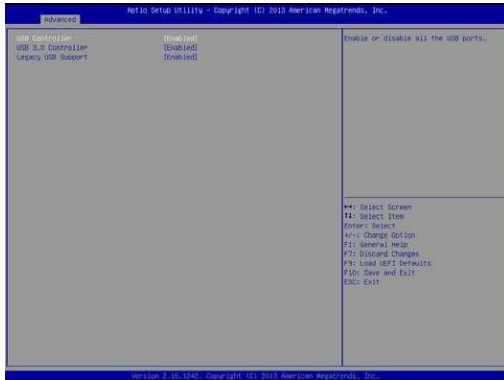 Aptio Setup Utility - Copyright (C) 2013 American Megatrends, Inc.
Advanced
USB Controller [Enabled]
USB 3.0 Controller [Enabled]
Legacy USB Support [Enabled]
Enable or disable all the USB ports.
→←: Select Screen
↑↓: Select Item
Enter: Select
+/-: Change Option
F1: General Help
F7: Discard Changes
F9: Load UEFI Defaults
F10: Save and Exit
ESC: Exit
Version 2.16.1242. Copyright (C) 2013 American Megatrends, Inc.